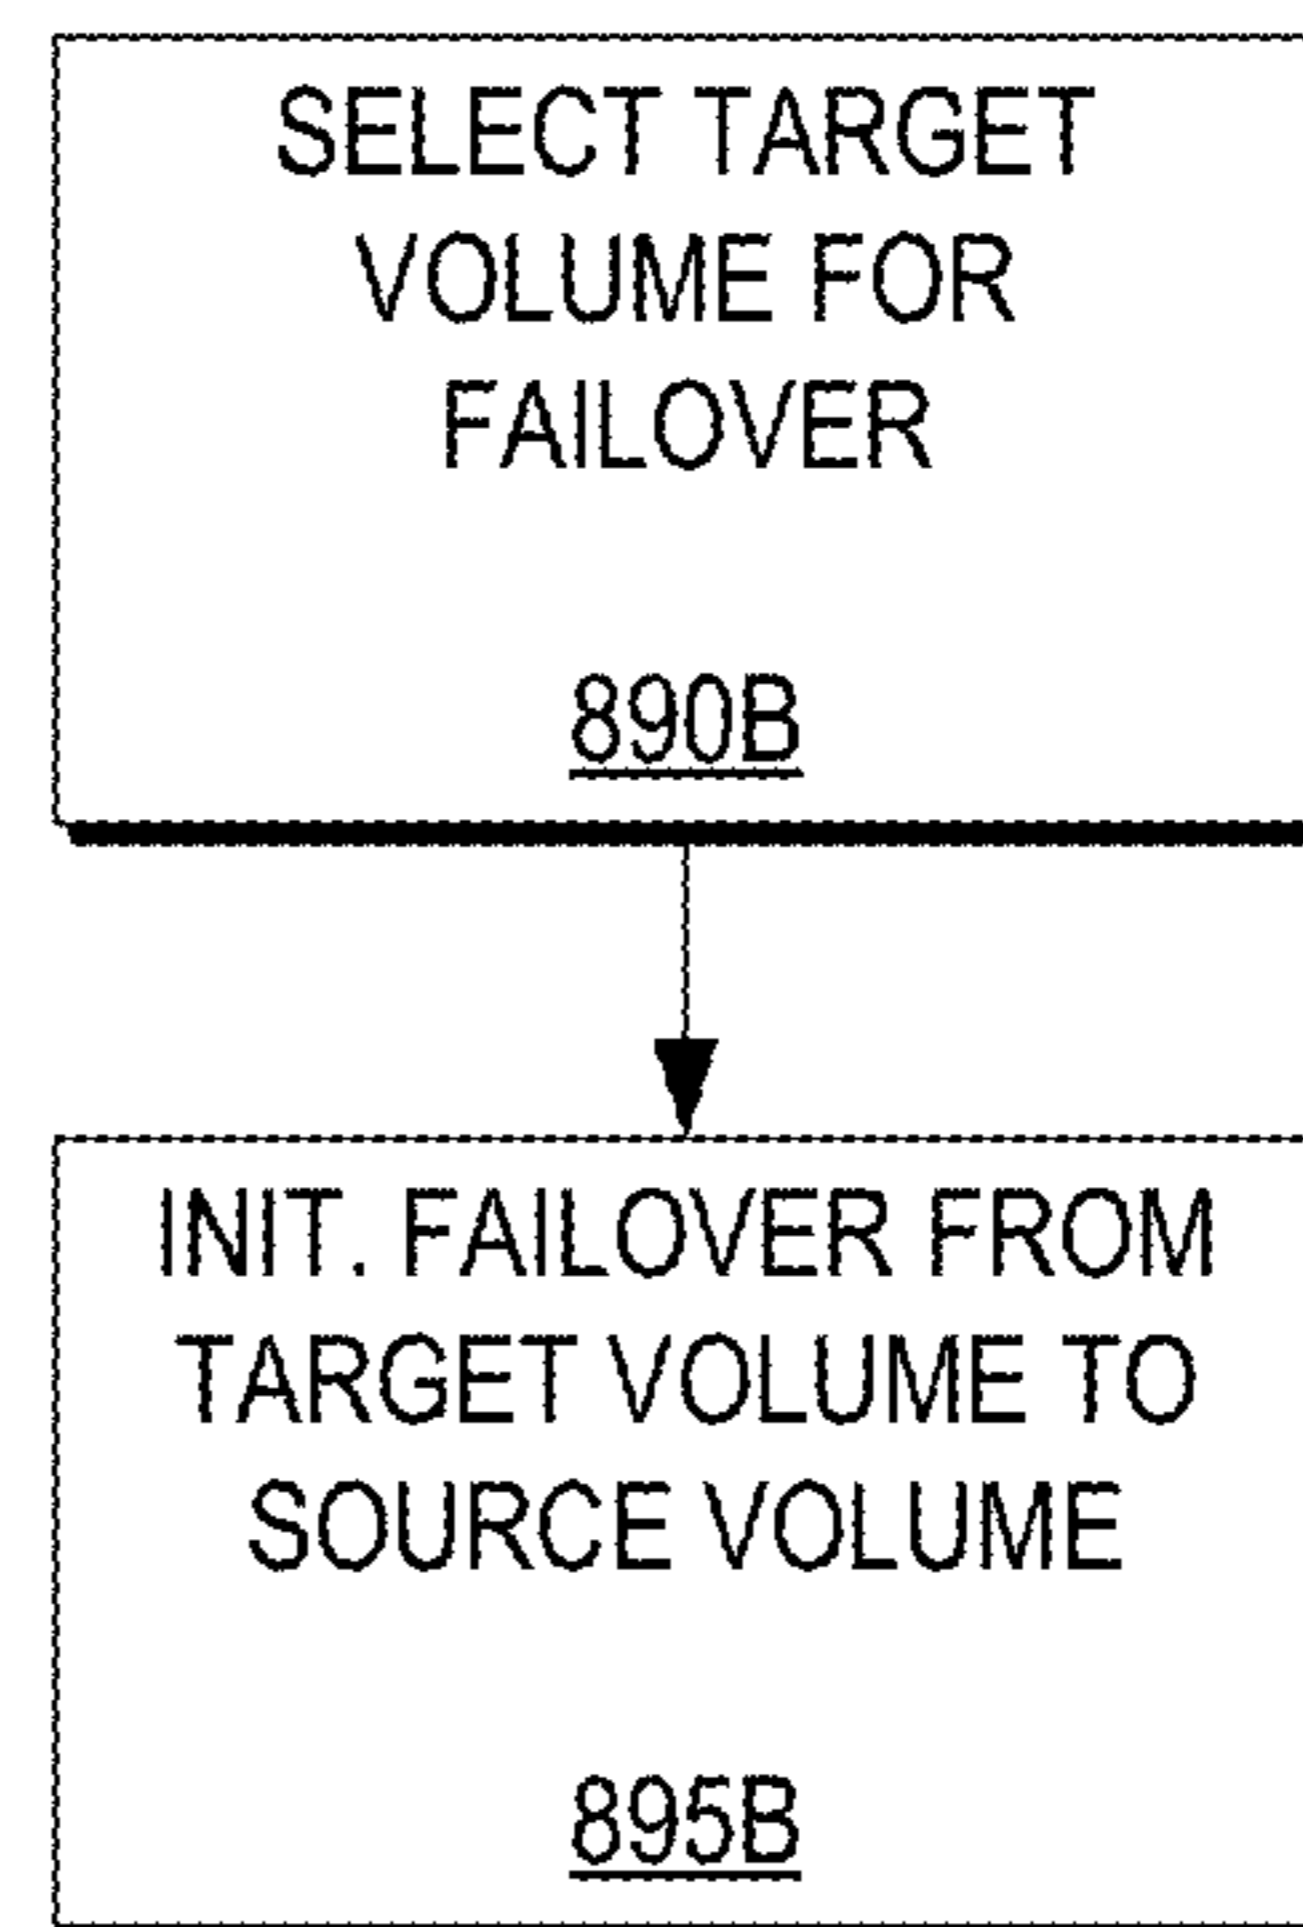 SELECT TARGET
VOLUME FOR
FAILOVER
890B
INIT. FAILOVER FROM
TARGET VOLUME TO
SOURCE VOLUME
895B